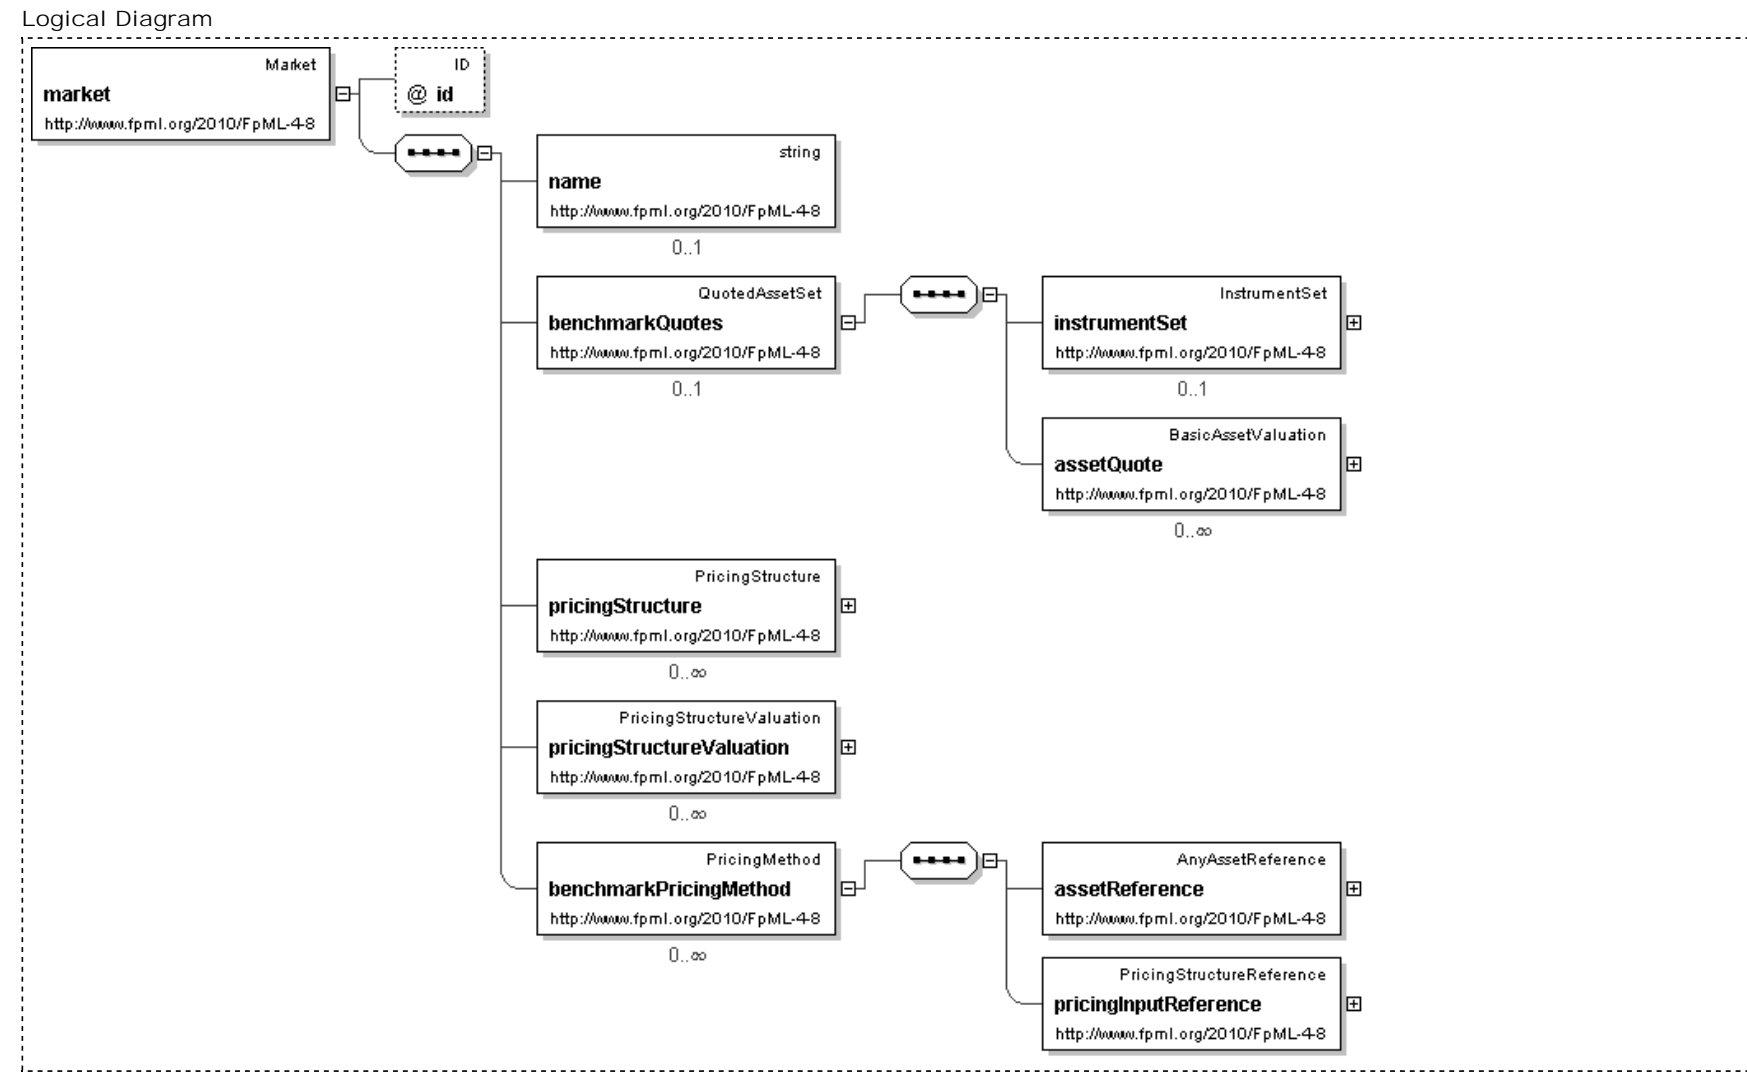 Logical Diagram
Market
market
http://www.fpml.org/2010/FpML-4-8
ID
@ id
string
name
http://www.fpml.org/2010/FpML-4-8
0..1
QuotedAssetSet
benchmarkQuotes
http://www.fpml.org/2010/FpML-4-8
0..1
InstrumentSet
instrumentSet
http://www.fpml.org/2010/FpML-4-8
0..1
BasicAssetValuation
assetQuote
http://www.fpml.org/2010/FpML-4-8
0..∞
PricingStructure
pricingStructure
http://www.fpml.org/2010/FpML-4-8
0..∞
PricingStructureValuation
pricingStructureValuation
http://www.fpml.org/2010/FpML-4-8
0..∞
PricingMethod
benchmarkPricingMethod
http://www.fpml.org/2010/FpML-4-8
0..∞
AnyAssetReference
assetReference
http://www.fpml.org/2010/FpML-4-8
PricingStructureReference
pricingInputReference
http://www.fpml.org/2010/FpML-4-8